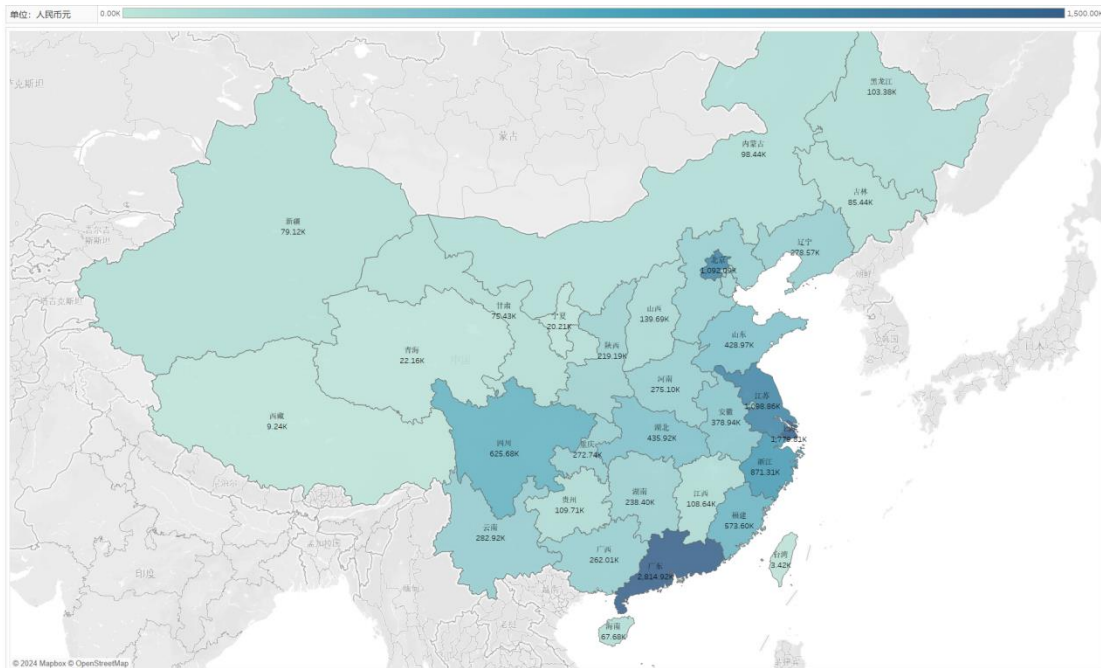 单位：人民币元
0.00K
1,500.00K
黑龙江
103.38K
蒙古
内蒙古
98.44K
吉林
85.44K
新疆
79.12K
辽宁
278.57K
北京
1,092.09K
甘肃
75.43K
宁夏
20.21K
山西
139.69K
青海
22.16K
陕西
219.19K
山东
428.97K
日本
河南
275.10K
江苏
1,098.86K
西藏
9.24K
安徽
378.94K
四川
625.68K
重庆
272.74K
湖北
435.92K
浙江
871.31K
贵州
109.71K
湖南
238.40K
江西
108.64K
福建
573.60K
云南
282.92K
广西
262.01K
广东
2,814.92K
台湾
3.42K
印度
海南
67.68K
© 2024 Mapbox © OpenStreetMap